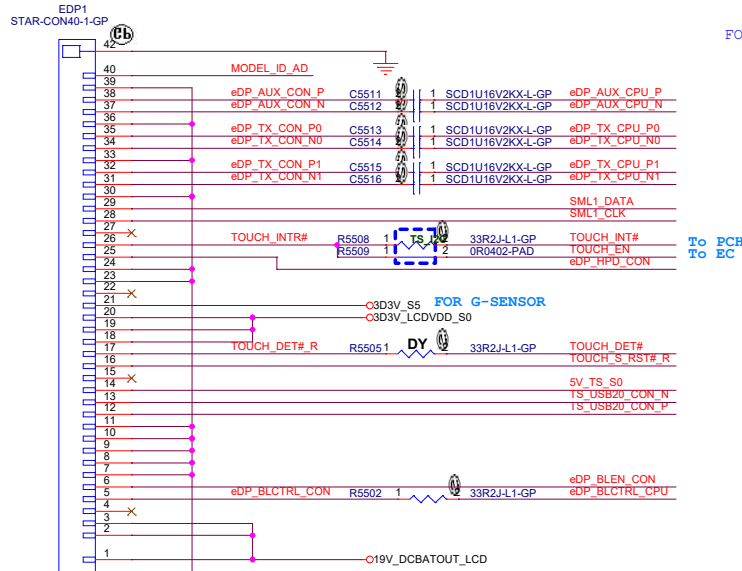 EDP1
STAR-CON40-1-GP
FO
42
40 MODEL_ID_AD
39
38 eDP_AUX_CON_P C5511 1 SCD1U16V2KX-L-GP eDP_AUX_CPU_P
37 eDP_AUX_CON_N C5512 1 SCD1U16V2KX-L-GP eDP_AUX_CPU_N
36
35 eDP_TX_CON_P0 C5513 1 SCD1U16V2KX-L-GP eDP_TX_CPU_P0
34 eDP_TX_CON_N0 C5514 1 SCD1U16V2KX-L-GP eDP_TX_CPU_N0
33
32 eDP_TX_CON_P1 C5515 1 SCD1U16V2KX-L-GP eDP_TX_CPU_P1
31 eDP_TX_CON_N1 C5516 1 SCD1U16V2KX-L-GP eDP_TX_CPU_N1
30
29 SML1_DATA
28 SML1_CLK
27
26 TOUCH_INTR# R5508 1 33R2J-L1-GP TOUCH_INT# To PCH
25 R5509 1 2 0R0402-PAD TOUCH_EN To EC
24 eDP_HPD_CON
23
22
21 3D3V_S5 FOR G-SENSOR
20 3D3V_LCDVDD_S0
19
18
17 TOUCH_DET#_R R5505 1 DY 2 33R2J-L1-GP TOUCH_DET#
16 TOUCH_S_RST#_R
15
14 5V_TS_S0
13 TS_USB20_CON_N
12 TS_USB20_CON_P
11
10
9
8
7
6 eDP_BLEN_CON
5 eDP_BLCTRL_CON R5502 1 2 33R2J-L1-GP eDP_BLCTRL_CPU
4
3
2
1 19V_DCBATOUT_LCD